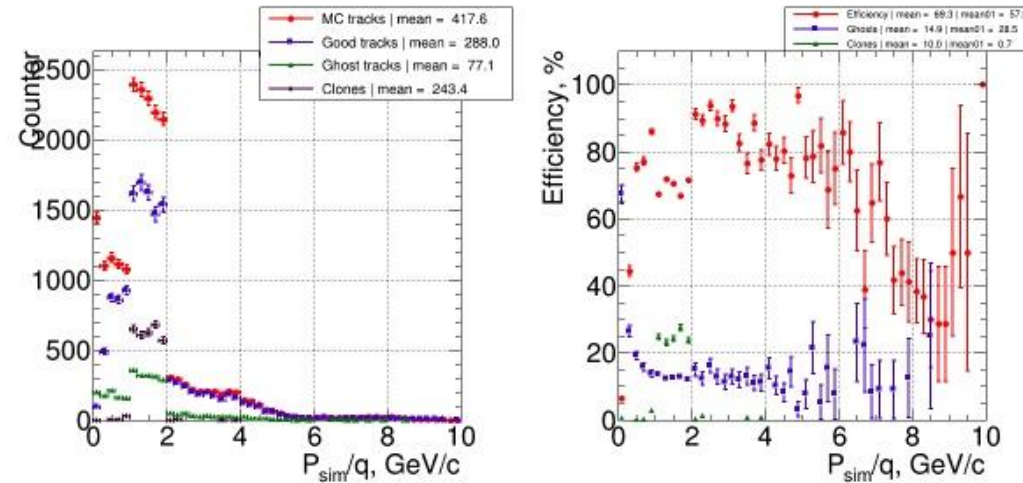 MC tracks | mean = 417.6
Good tracks | mean = 288.0
Ghost tracks | mean = 77.1
Clones | mean = 243.4
Counter
2500
2000
1500
1000
500
0
0 2 4 6 8 10
P_sim/q, GeV/c
Efficiency | mean = 69.3 | mean01 = 57.
Ghosts | mean = 14.9 | mean01 = 28.5
Clones | mean = 10.0 | mean01 = 0.7
Efficiency, %
100
80
60
40
20
0
0 2 4 6 8 10
P_sim/q, GeV/c